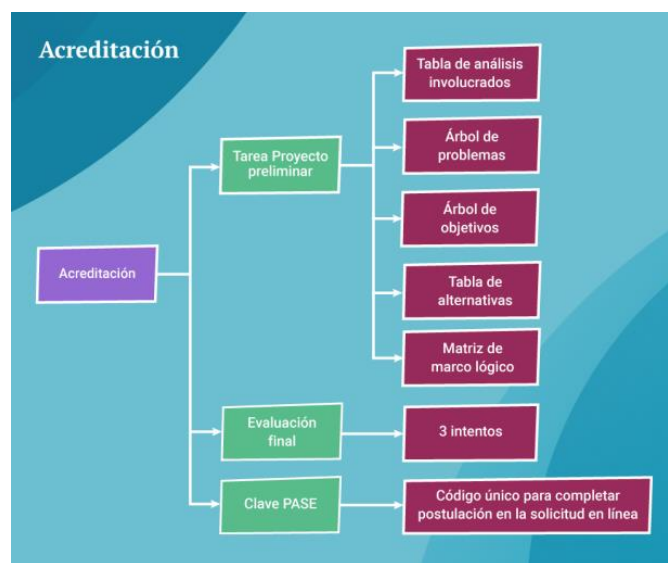 Acreditación
Tabla de análisis
involucrados
Árbol de
problemas
Tarea Proyecto
preliminar
Árbol de
objetivos
Acreditación
Tabla de
alternativas
Matriz de
marco lógico
Evaluación
final
3 intentos
Clave PASE
Código único para completar
postulación en la solicitud en línea